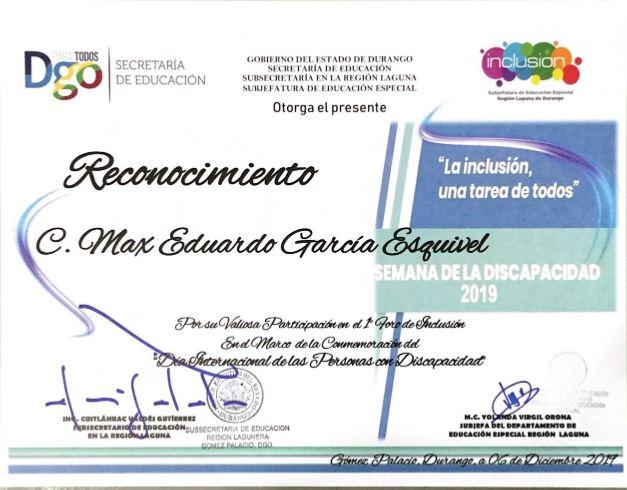 PARA TODOS
Dgo
SECRETARÍA
DE EDUCACIÓN
GOBIERNO DEL ESTADO DE DURANGO
SECRETARÍA DE EDUCACIÓN
SUBSECRETARÍA EN LA REGIÓN LAGUNA
SUBJEFATURA DE EDUCACIÓN ESPECIAL
Otorga el presente
inclusión
Subjefatura de Educación Especial
Región Laguna de Durango
Reconocimiento
"La inclusión,
una tarea de todos"
C. Max Eduardo García Esquivel
SEMANA DE LA DISCAPACIDAD
2019
Por su Valiosa Participación en el 1° Foro de Inclusión
En el Marco de la Conmemoración del
"Día Internacional de las Personas con Discapacidad"
ING. CUITLÁHUAC VALDÉS GUTIÉRREZ
SUBSECRETARIO DE EDUCACIÓN
EN LA REGIÓN LAGUNA
SUBSECRETARIA DE EDUCACION
REGION LAGUNERA
GOMEZ PALACIO, DGO.
M.C. YOLANDA VIRGIL ORONA
SUBJEFA DEL DEPARTAMENTO DE
EDUCACIÓN ESPECIAL REGIÓN LAGUNA
Gómez Palacio, Durango, a 06 de Diciembre 2019